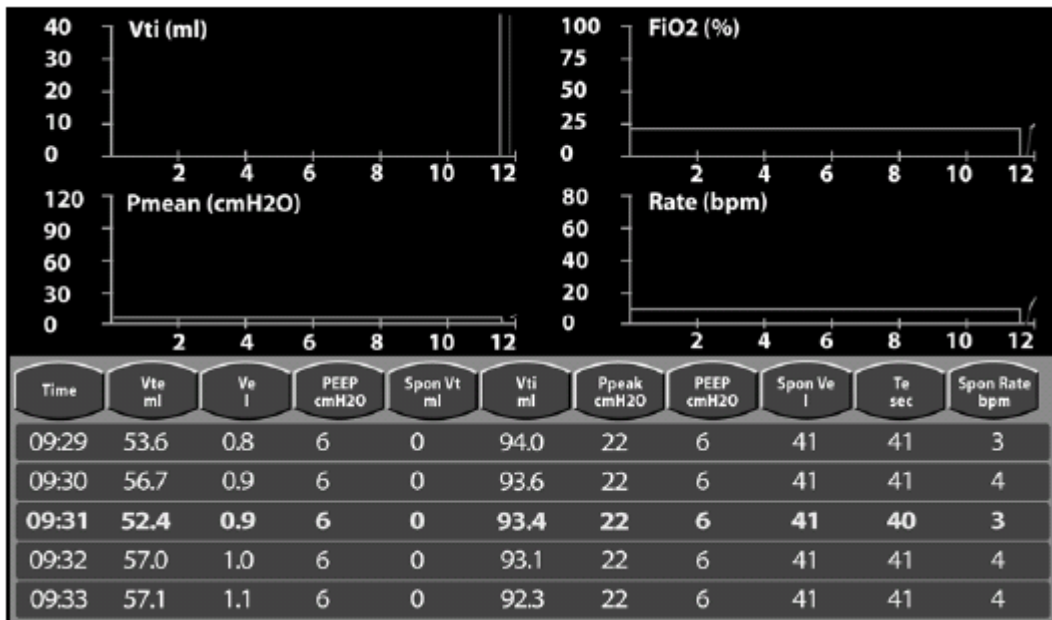 Vti (ml)
40
30
20
10
0
2 4 6 8 10 12
FiO2 (%)
100
75
50
25
0
2 4 6 8 10 12
Pmean (cmH2O)
120
90
60
30
0
2 4 6 8 10 12
Rate (bpm)
80
60
40
20
0
2 4 6 8 10 12
Time Vte ml Ve l PEEP cmH2O Spon Vt ml Vti ml Ppeak cmH2O PEEP cmH2O Spon Ve l Te sec Spon Rate bpm
09:29 53.6 0.8 6 0 94.0 22 6 41 41 3
09:30 56.7 0.9 6 0 93.6 22 6 41 41 4
09:31 52.4 0.9 6 0 93.4 22 6 41 40 3
09:32 57.0 1.0 6 0 93.1 22 6 41 41 4
09:33 57.1 1.1 6 0 92.3 22 6 41 41 4